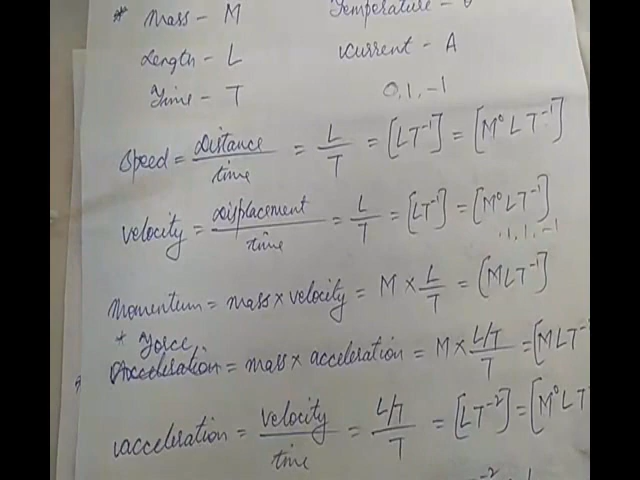 * Mass - M Temperature - θ
Length - L Current - A
Time - T 0, 1, -1
Speed = distance/time = L/T = [LT⁻¹] = [M⁰LT⁻¹]
Velocity = displacement/time = L/T = [LT⁻¹] = [M⁰LT⁻¹]
1, 1, -1
Momentum = mass × velocity = M × L/T = (MLT⁻¹]
* Force,
Acceleration = mass × acceleration = M × L/T/T = [MLT⁻
acceleration = velocity/time = L/T/T = [LT⁻²] = [M⁰LT